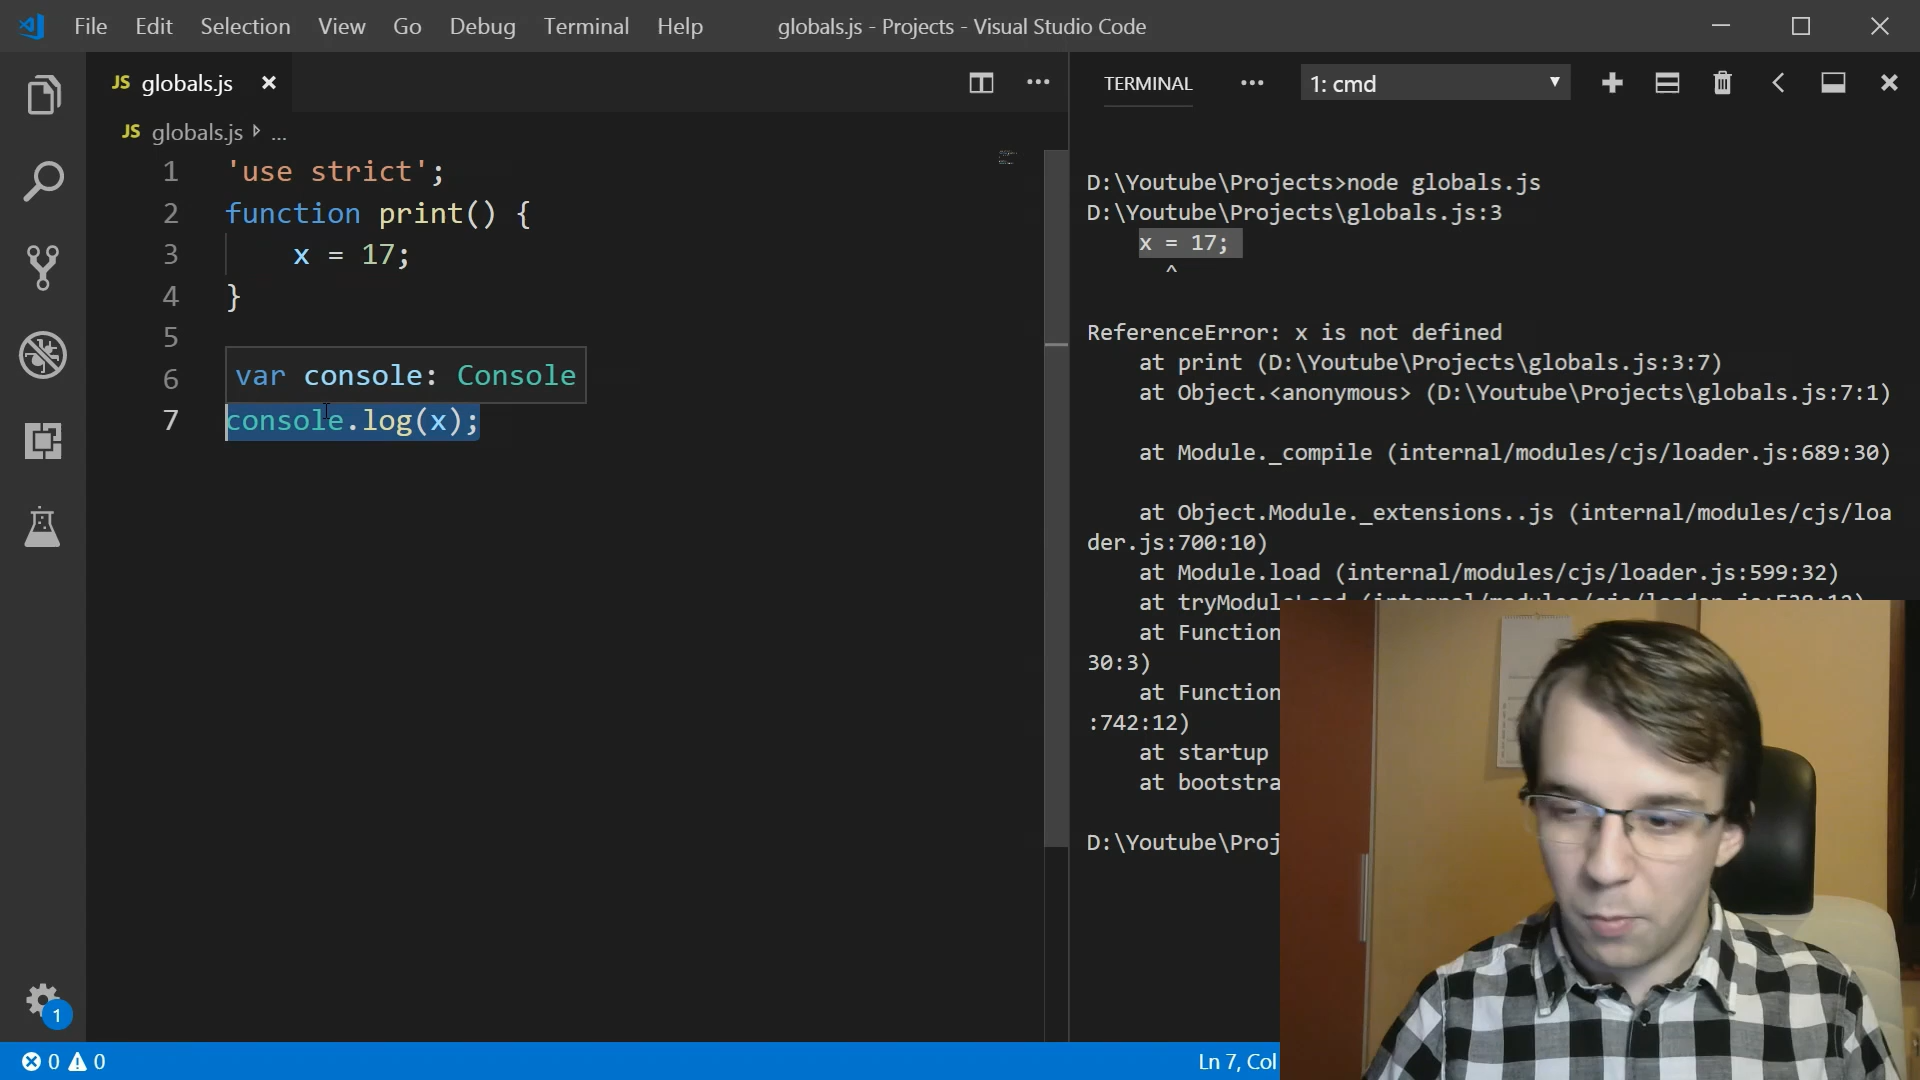 File Edit Selection View Go Debug Terminal Help globals.js - Projects - Visual Studio Code
JS globals.js
JS globals.js ...
1 'use strict';
2 function print() {
3 x = 17;
4 }
5
6
var console: Console
7 console.log(x);
TERMINAL ... 1: cmd
D:\Youtube\Projects>node globals.js
D:\Youtube\Projects\globals.js:3
x = 17;
^
ReferenceError: x is not defined
at print (D:\Youtube\Projects\globals.js:3:7)
at Object.<anonymous> (D:\Youtube\Projects\globals.js:7:1)
at Module._compile (internal/modules/cjs/loader.js:689:30)
at Object.Module._extensions..js (internal/modules/cjs/loa
der.js:700:10)
at Module.load (internal/modules/cjs/loader.js:599:32)
at
at Function
30:3)
at Function
:742:12)
at startup
at bootstra
D:\Youtube\Proj
1
0 0
Ln 7, Col